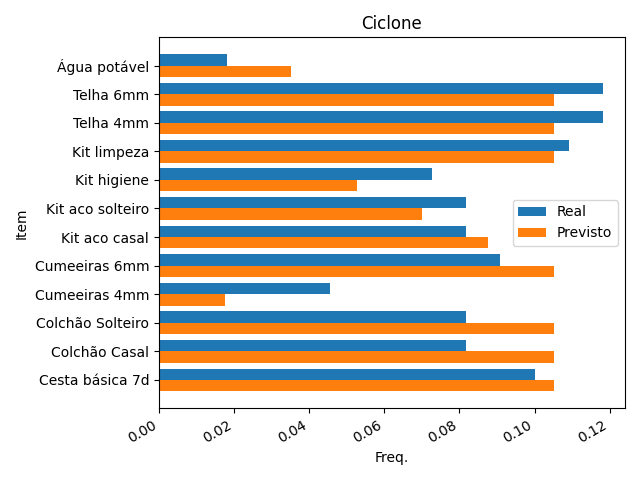 Ciclone
Água potável
Telha 6mm
Telha 4mm
Kit limpeza
Kit higiene
Kit aco solteiro
Kit aco casal
Cumeeiras 6mm
Cumeeiras 4mm
Colchão Solteiro
Colchão Casal
Cesta básica 7d
Item
Real
Previsto
0.00 0.02 0.04 0.06 0.08 0.10 0.12
Freq.